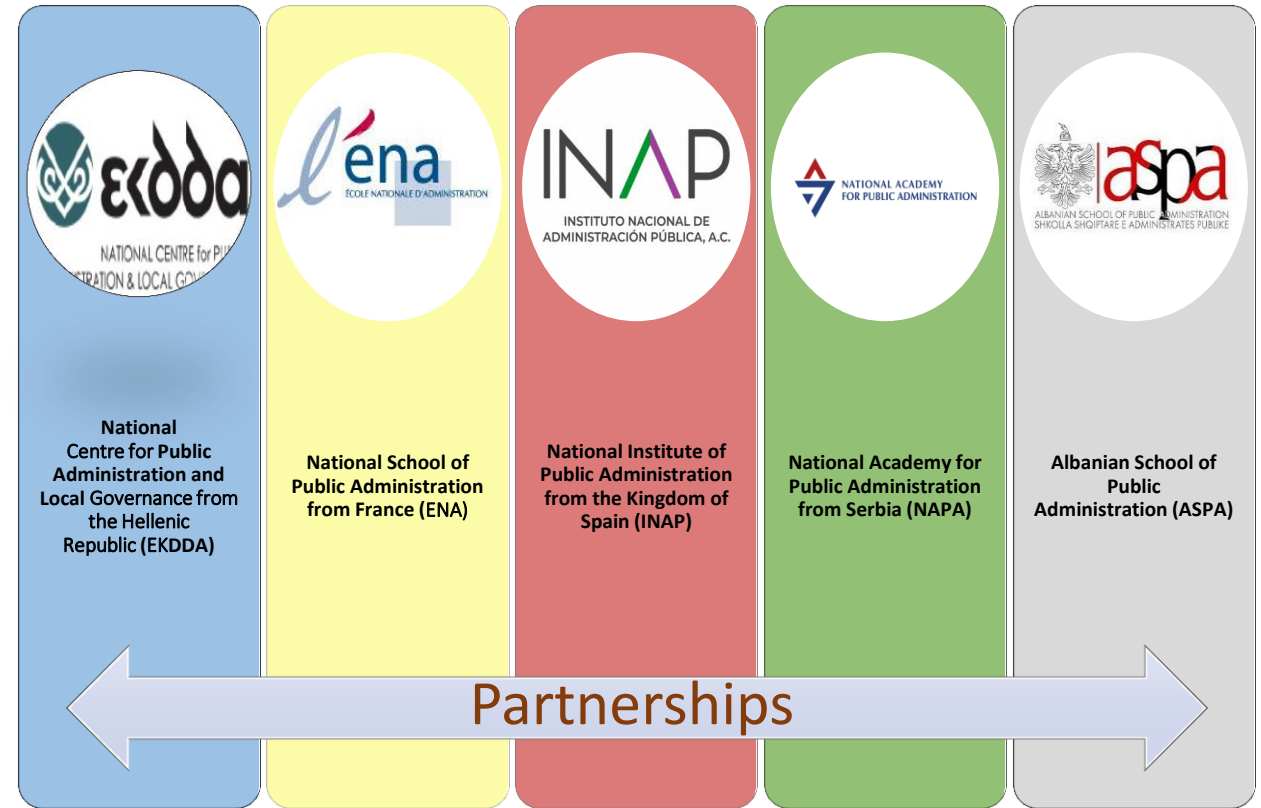 εκδδα
NATIONAL CENTRE for
& LOCAL
l'éna
ÉCOLE NATIONALE D'ADMINISTRATION
INAP
INSTITUTO NACIONAL DE
ADMINISTRACIÓN PÚBLICA, A.C.
NATIONAL ACADEMY
FOR PUBLIC ADMINISTRATION
aspa
ALBANIAN SCHOOL OF PUBLIC ADMINISTRATION
SHKOLLA SHQIPTARE E ADMINISTRATES PUBLIKE
National
Centre for Public
Administration and
Local Governance from
the Hellenic
Republic (EKDDA)
National School of
Public Administration
from France (ENA)
National Institute of
Public Administration
from the Kingdom of
Spain (INAP)
National Academy for
Public Administration
from Serbia (NAPA)
Albanian School of
Public
Administration (ASPA)
Partnerships